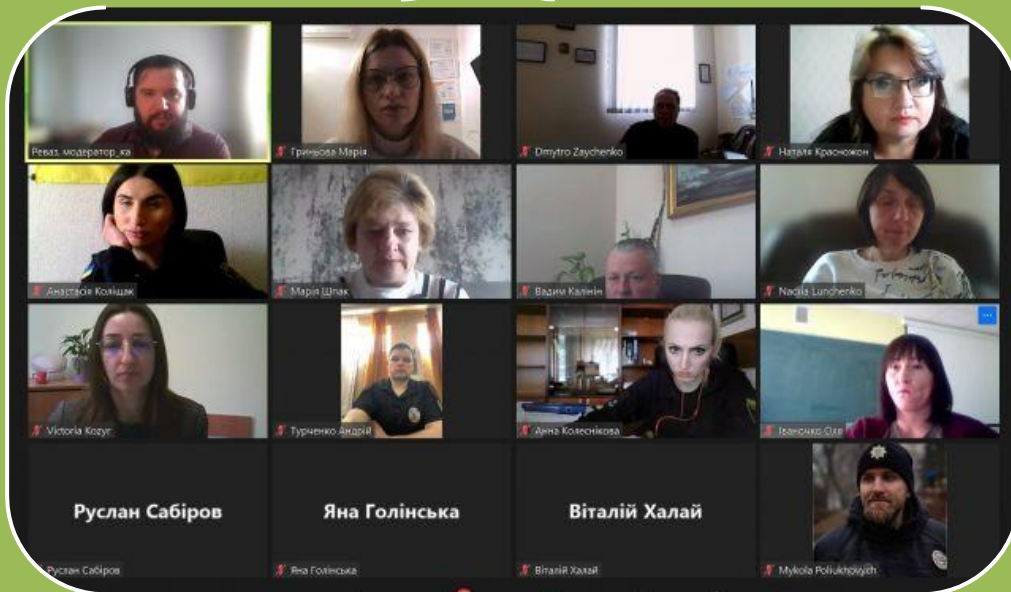 Реваз, модератор_ка
Гриньова Марія
Dmytro Zaychenko
Наталя Красножон
Анастасія Коліщак
Марія Шпак
Вадим Калінін
Nadiia Lunchenko
Victoria Kozyr
Турченко Андрій
Анна Колеснікова
Іваночко Оля
Руслан Сабіров
Яна Голінська
Віталій Халай
Руслан Сабіров
Яна Голінська
Віталій Халай
Mykola Poliukhovych